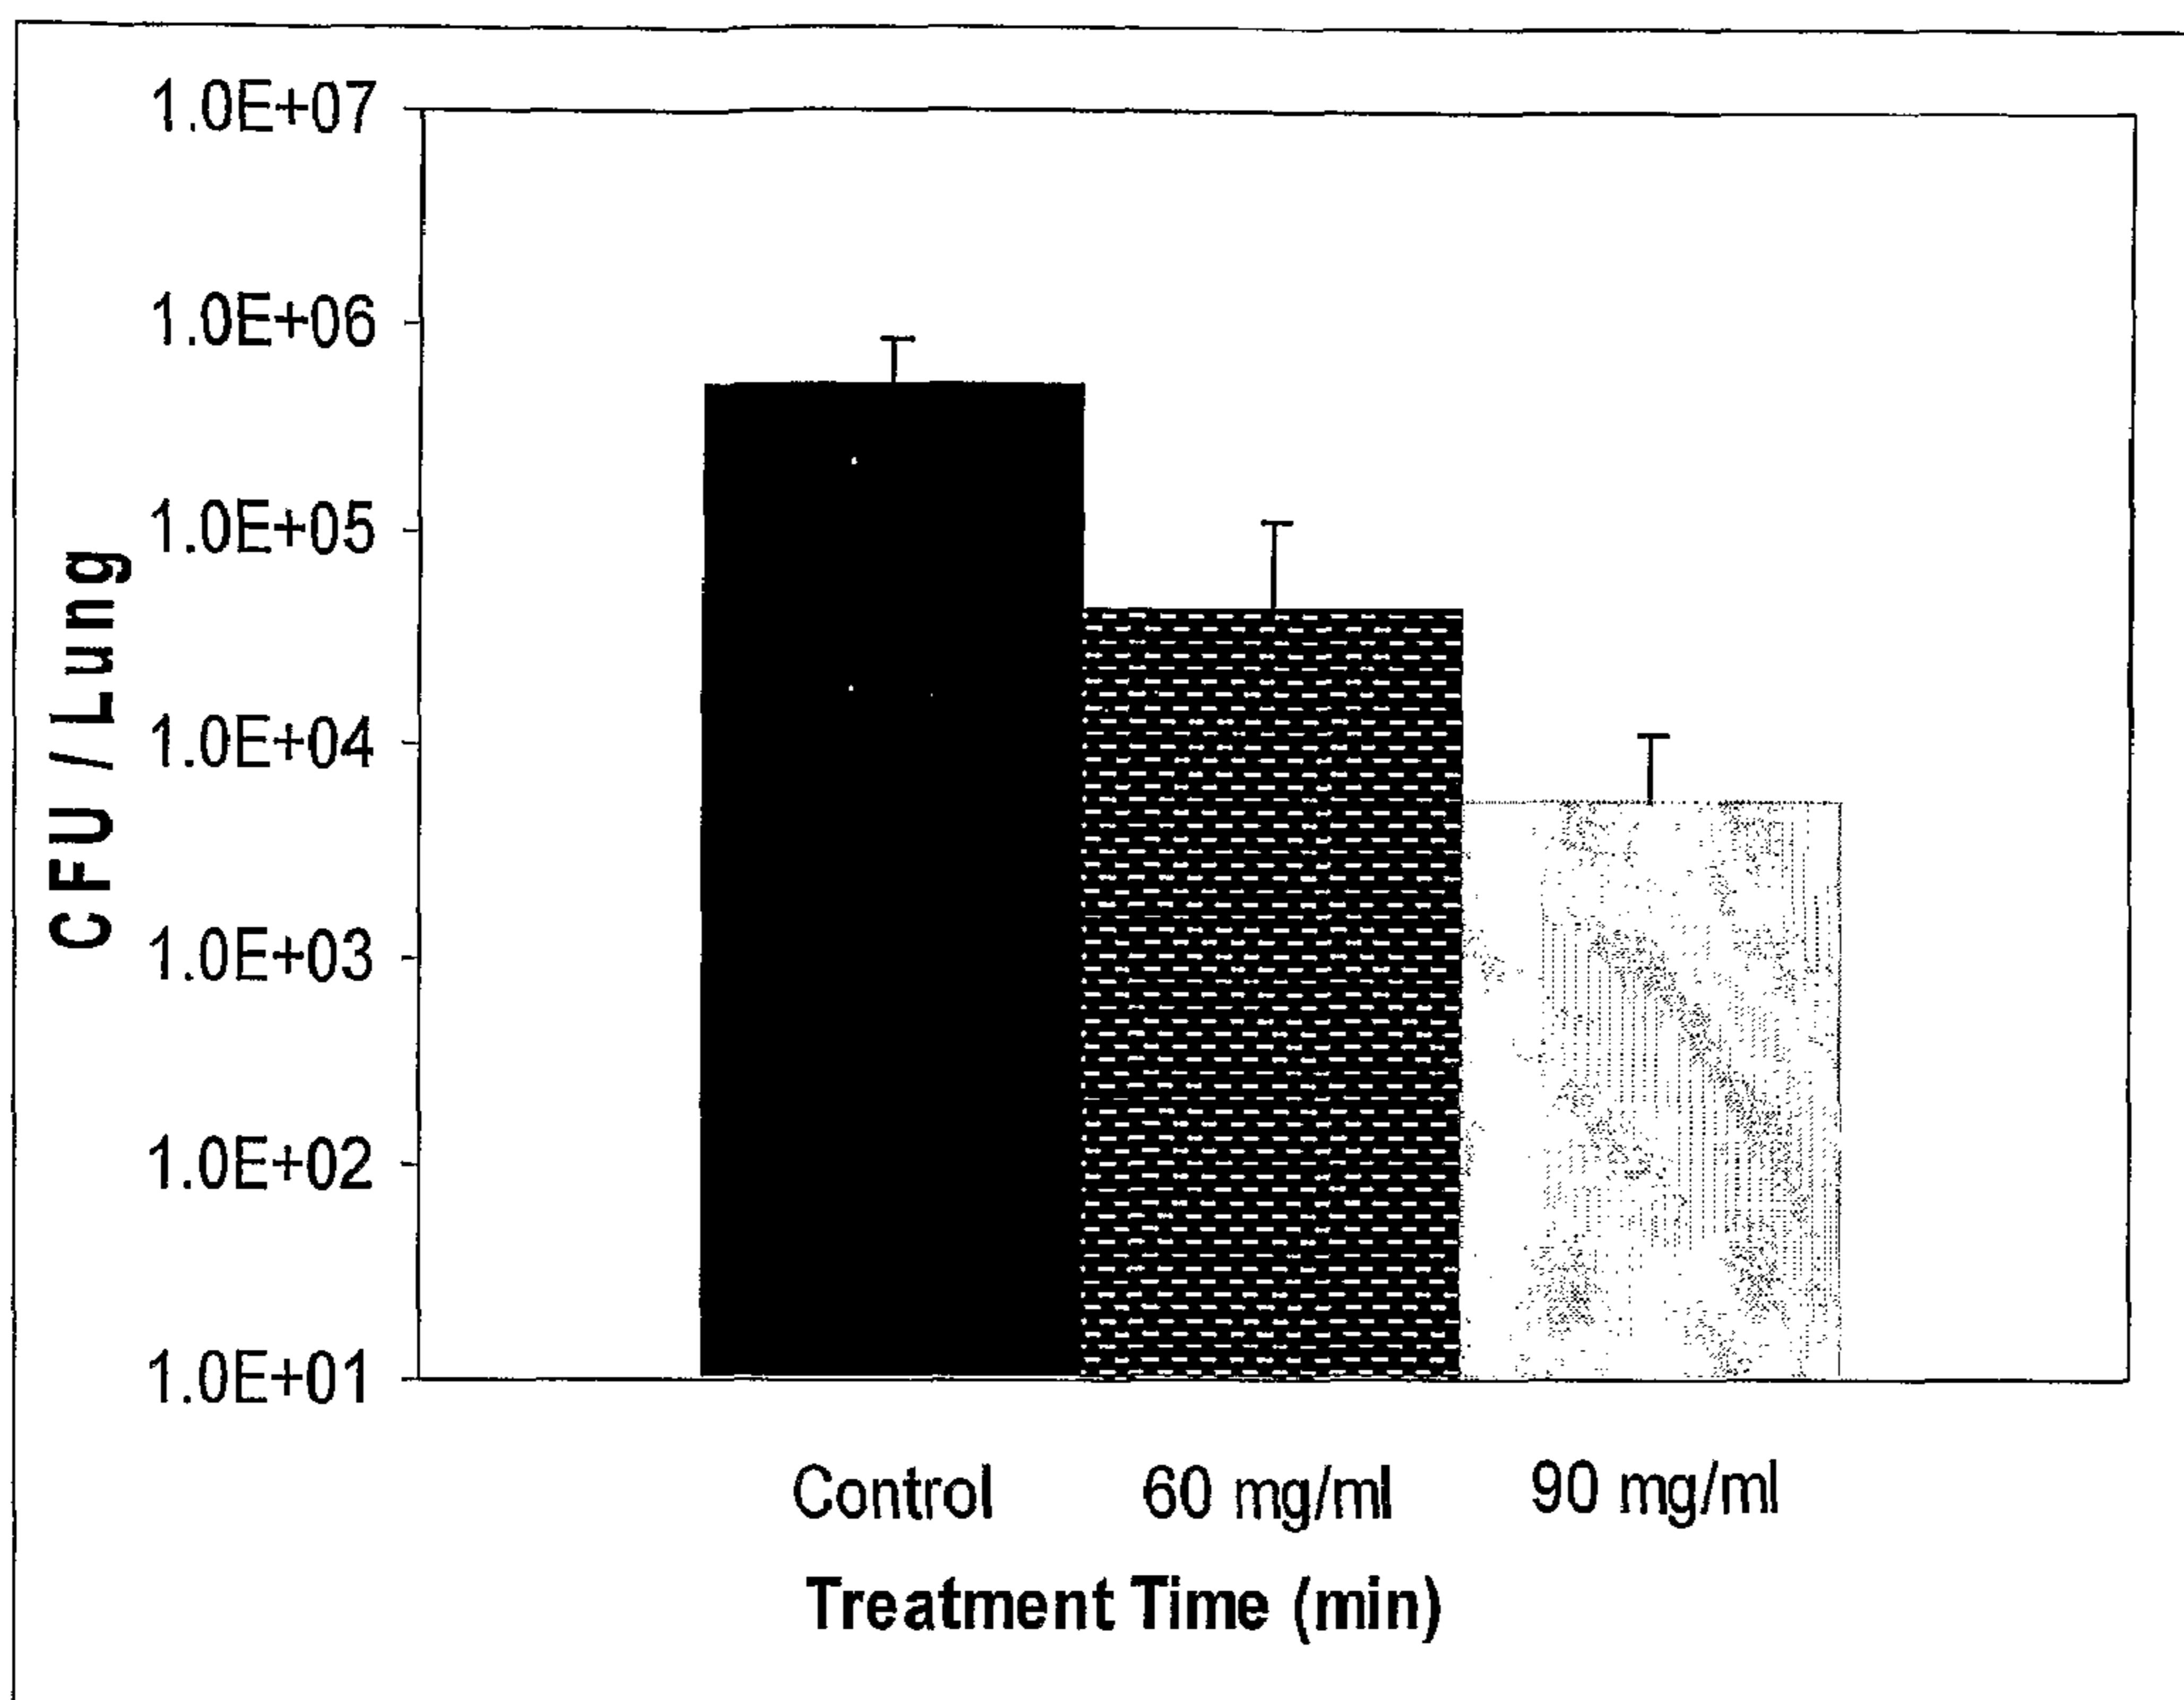 1.0E+07
1.0E+06
1.0E+05
1.0E+04
1.0E+03
1.0E+02
1.0E+01
CFU / Lung
Control 60 mg/ml 90 mg/ml
Treatment Time (min)